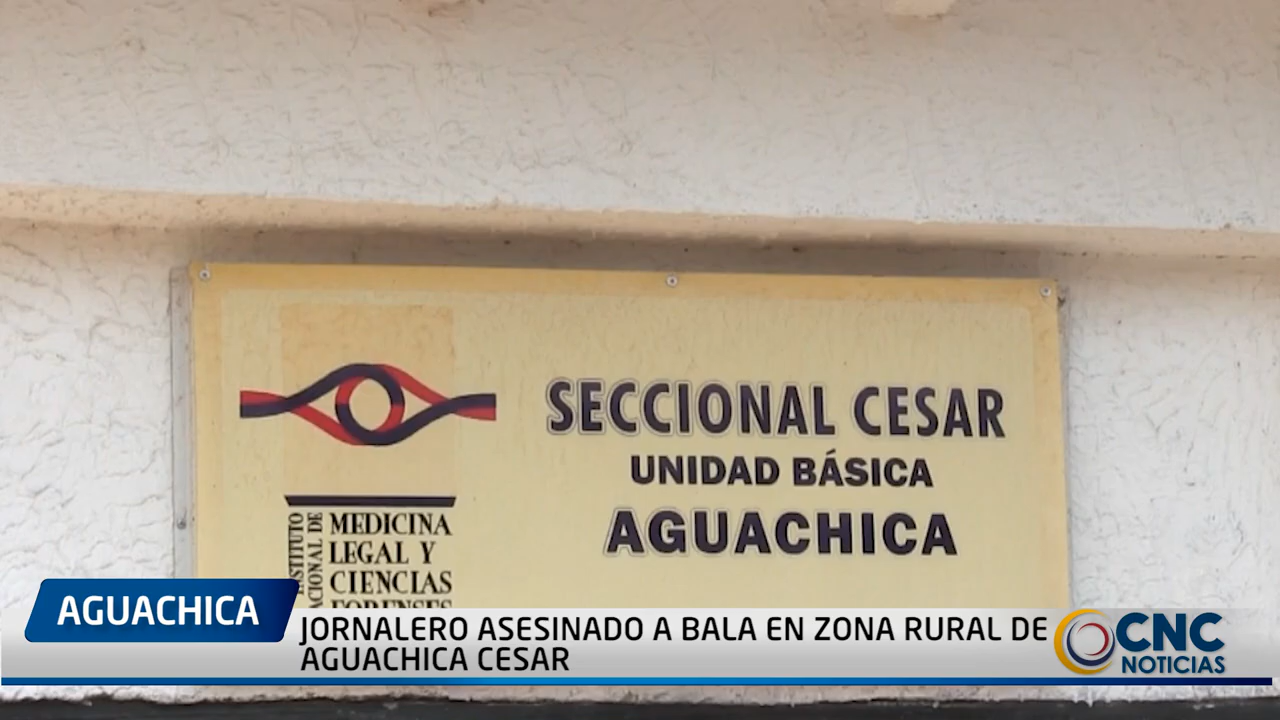 SECCIONAL CESAR
UNIDAD BÁSICA
AGUACHICA
MEDICINA
LEGAL Y
CIENCIAS
FORENSES
AGUACHICA
JORNALERO ASESINADO A BALA EN ZONA RURAL DE
AGUACHICA CESAR
CNC
NOTICIAS